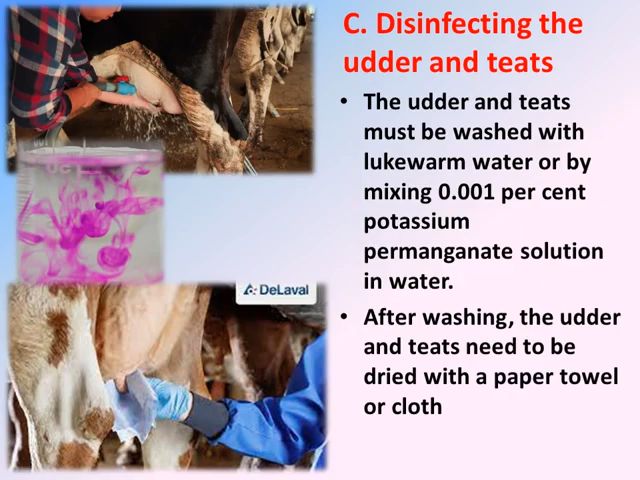 C. Disinfecting the
udder and teats
• The udder and teats
must be washed with
lukewarm water or by
mixing 0.001 per cent
potassium
permanganate solution
in water.
DeLaval
• After washing, the udder
and teats need to be
dried with a paper towel
or cloth